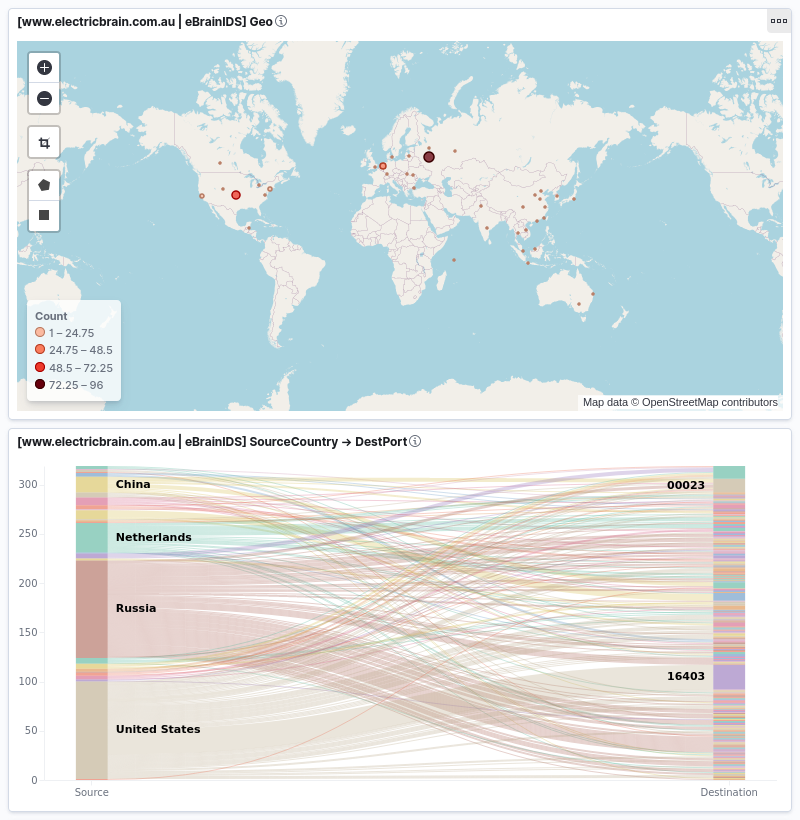 [www.electricbrain.com.au | eBrainIDS] Geo
Count
1 – 24.75
24.75 – 48.5
48.5 – 72.25
72.25 – 96
Map data © OpenStreetMap contributors
[www.electricbrain.com.au | eBrainIDS] SourceCountry → DestPort
300
250
200
150
100
50
0
China
Netherlands
Russia
United States
00023
16403
Source
Destination